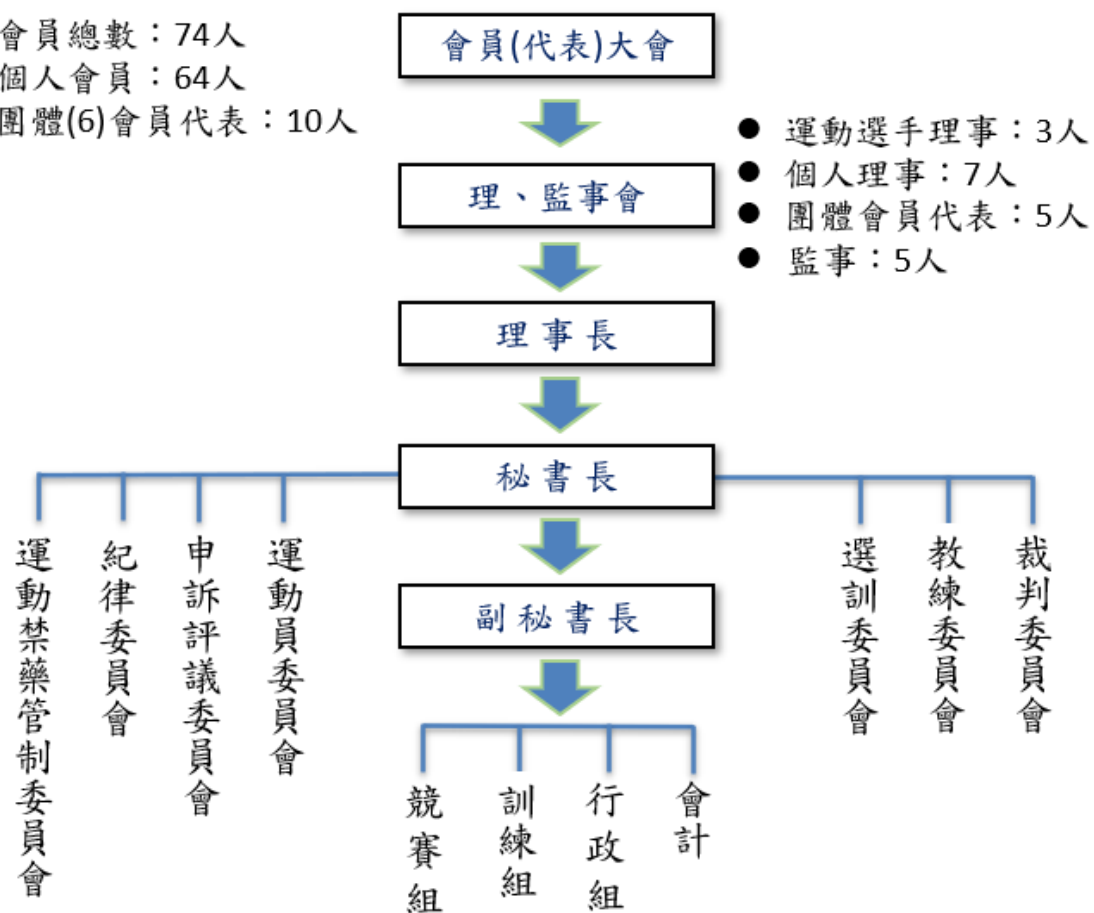 會員總數：74人
個人會員：64人
團體(6)會員代表：10人
會員(代表)大會
● 運動選手理事：3人
● 個人理事：7人
● 團體會員代表：5人
● 監事：5人
理、監事會
理事長
秘書長
運動禁藥管制委員會
紀律委員會
申訴評議委員會
運動員委員會
選訓委員會
教練委員會
裁判委員會
副秘書長
競賽組
訓練組
行政組
會計